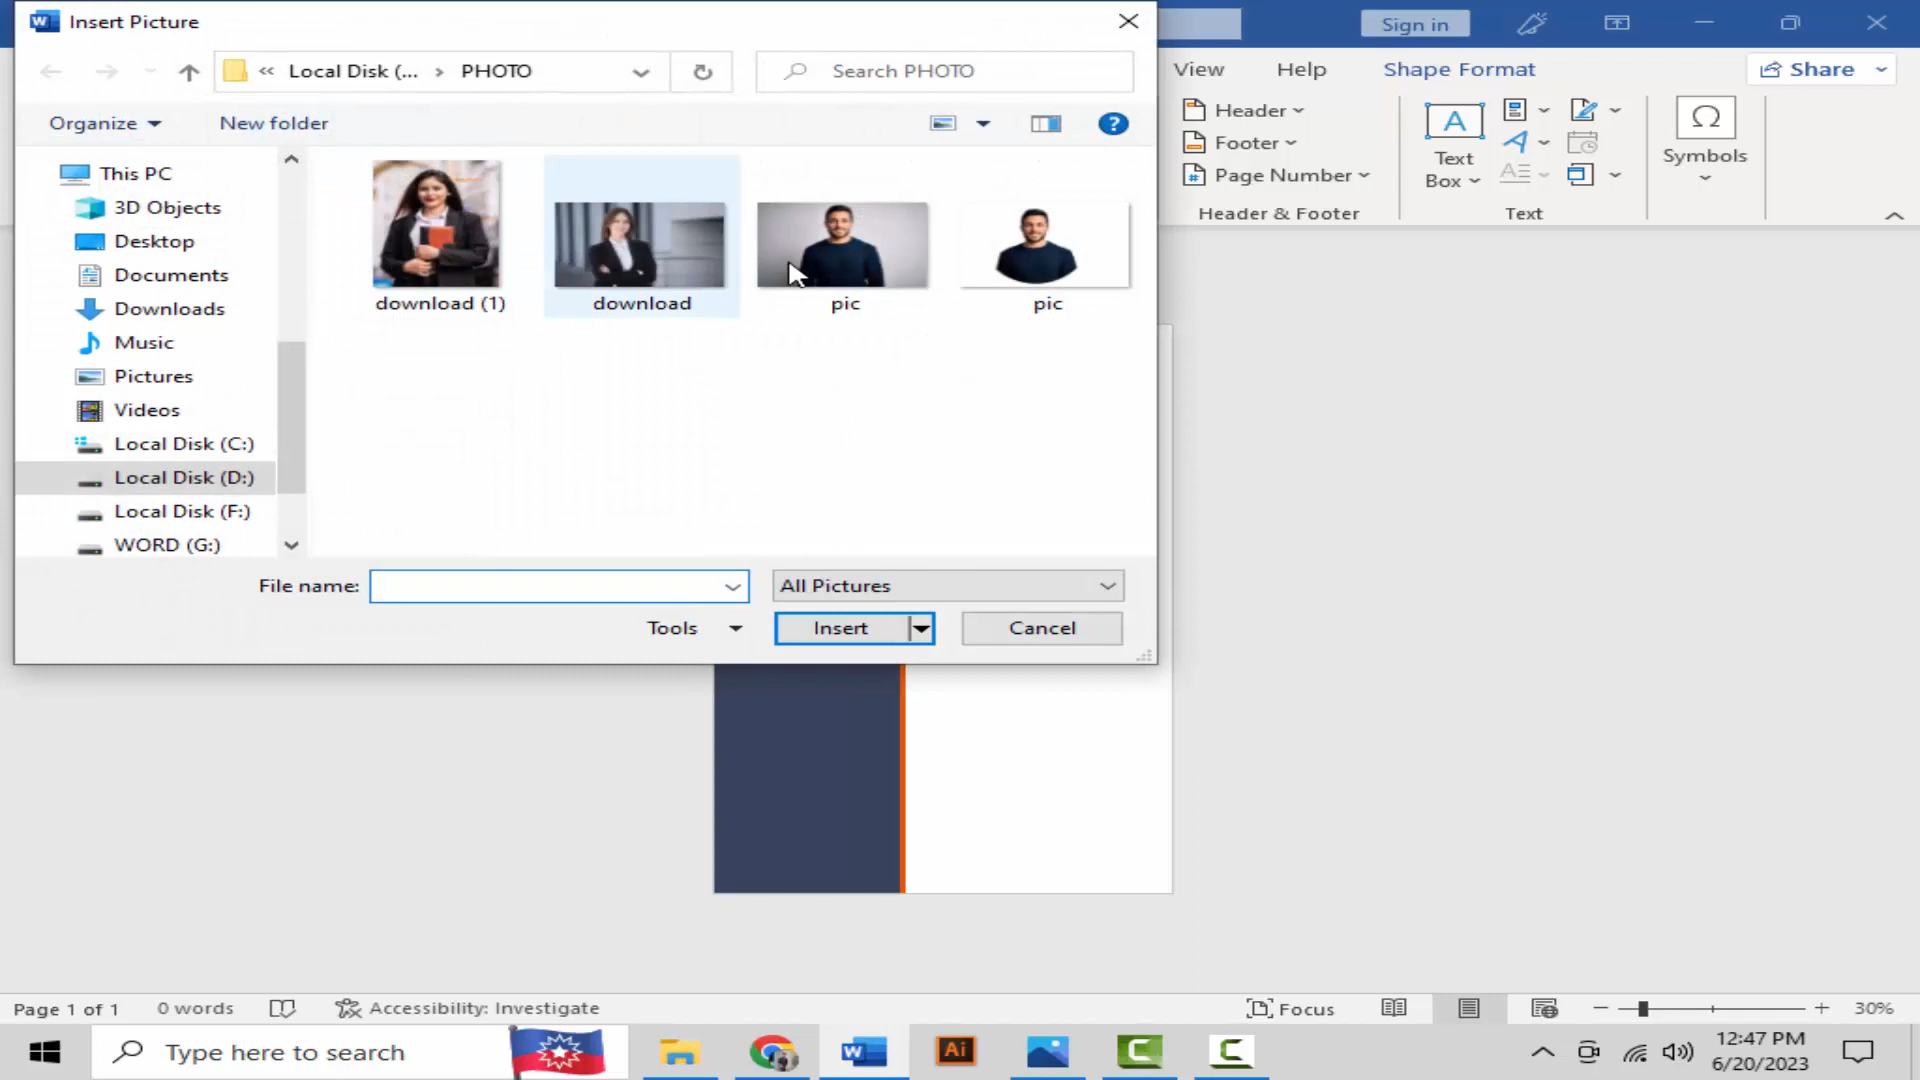 Insert Picture
Sign in
« Local Disk (... › PHOTO
Search PHOTO
View
Help
Shape Format
Share
Organize
New folder
Header
Footer
Page Number
Header & Footer
Text
Box
Text
Symbols
This PC
3D Objects
Desktop
Documents
Downloads
Music
Pictures
Videos
Local Disk (C:)
Local Disk (D:)
Local Disk (F:)
WORD (G:)
download (1)
download
pic
pic
File name:
All Pictures
Tools
Insert
Cancel
Page 1 of 1
0 words
Accessibility: Investigate
Focus
30%
Type here to search
Ai
12:47 PM
6/20/2023